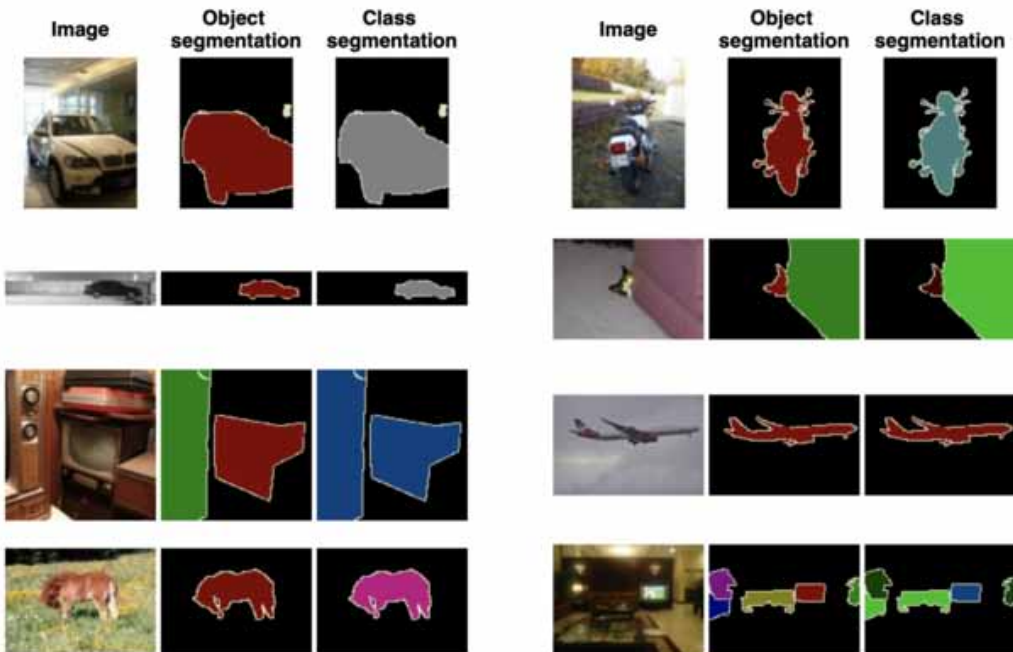 Image
Object
segmentation
Class
segmentation
Image
Object
segmentation
Class
segmentation